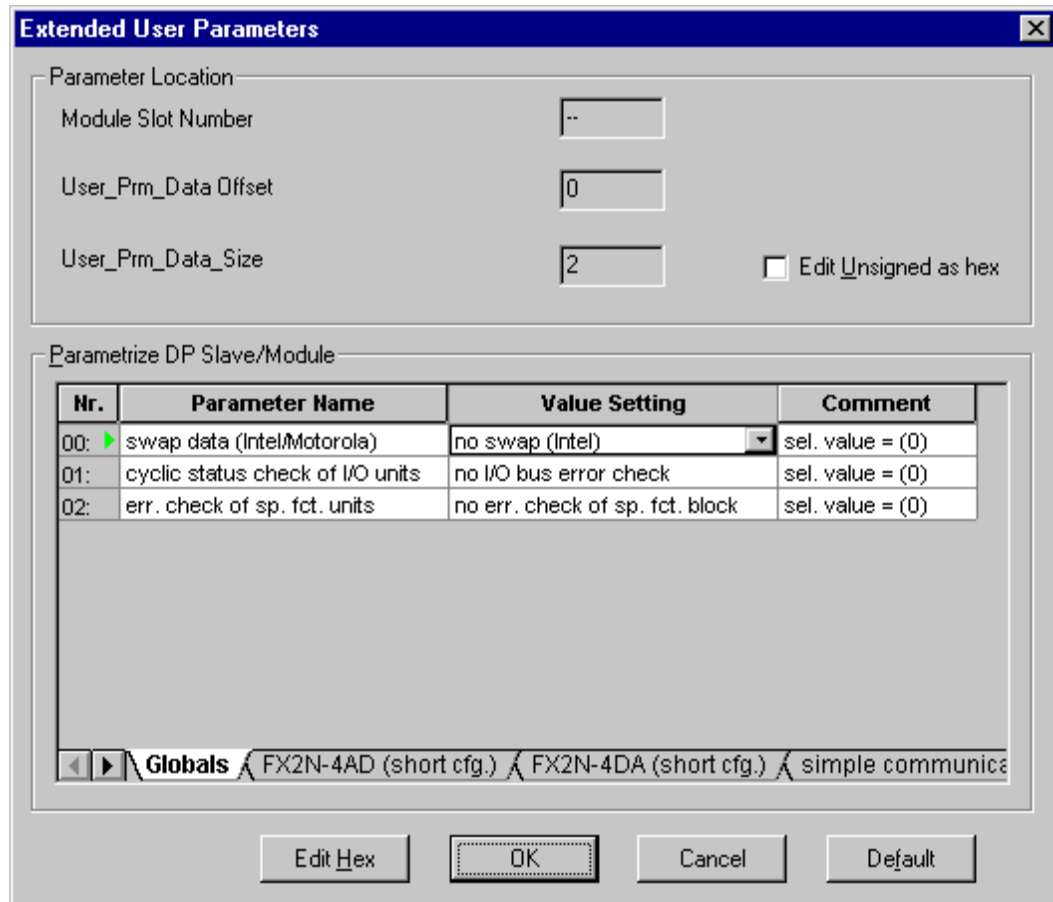 Extended User Parameters
Parameter Location
Module Slot Number --
User_Prm_Data Offset 0
User_Prm_Data_Size 2 Edit Unsigned as hex
Parametrize DP Slave/Module
Nr. Parameter Name Value Setting Comment
00: swap data (Intel/Motorola) no swap (Intel) sel. value = (0)
01: cyclic status check of I/O units no I/O bus error check sel. value = (0)
02: err. check of sp. fct. units no err. check of sp. fct. block sel. value = (0)
Globals FX2N-4AD (short cfg.) FX2N-4DA (short cfg.) simple communica
Edit Hex OK Cancel Default